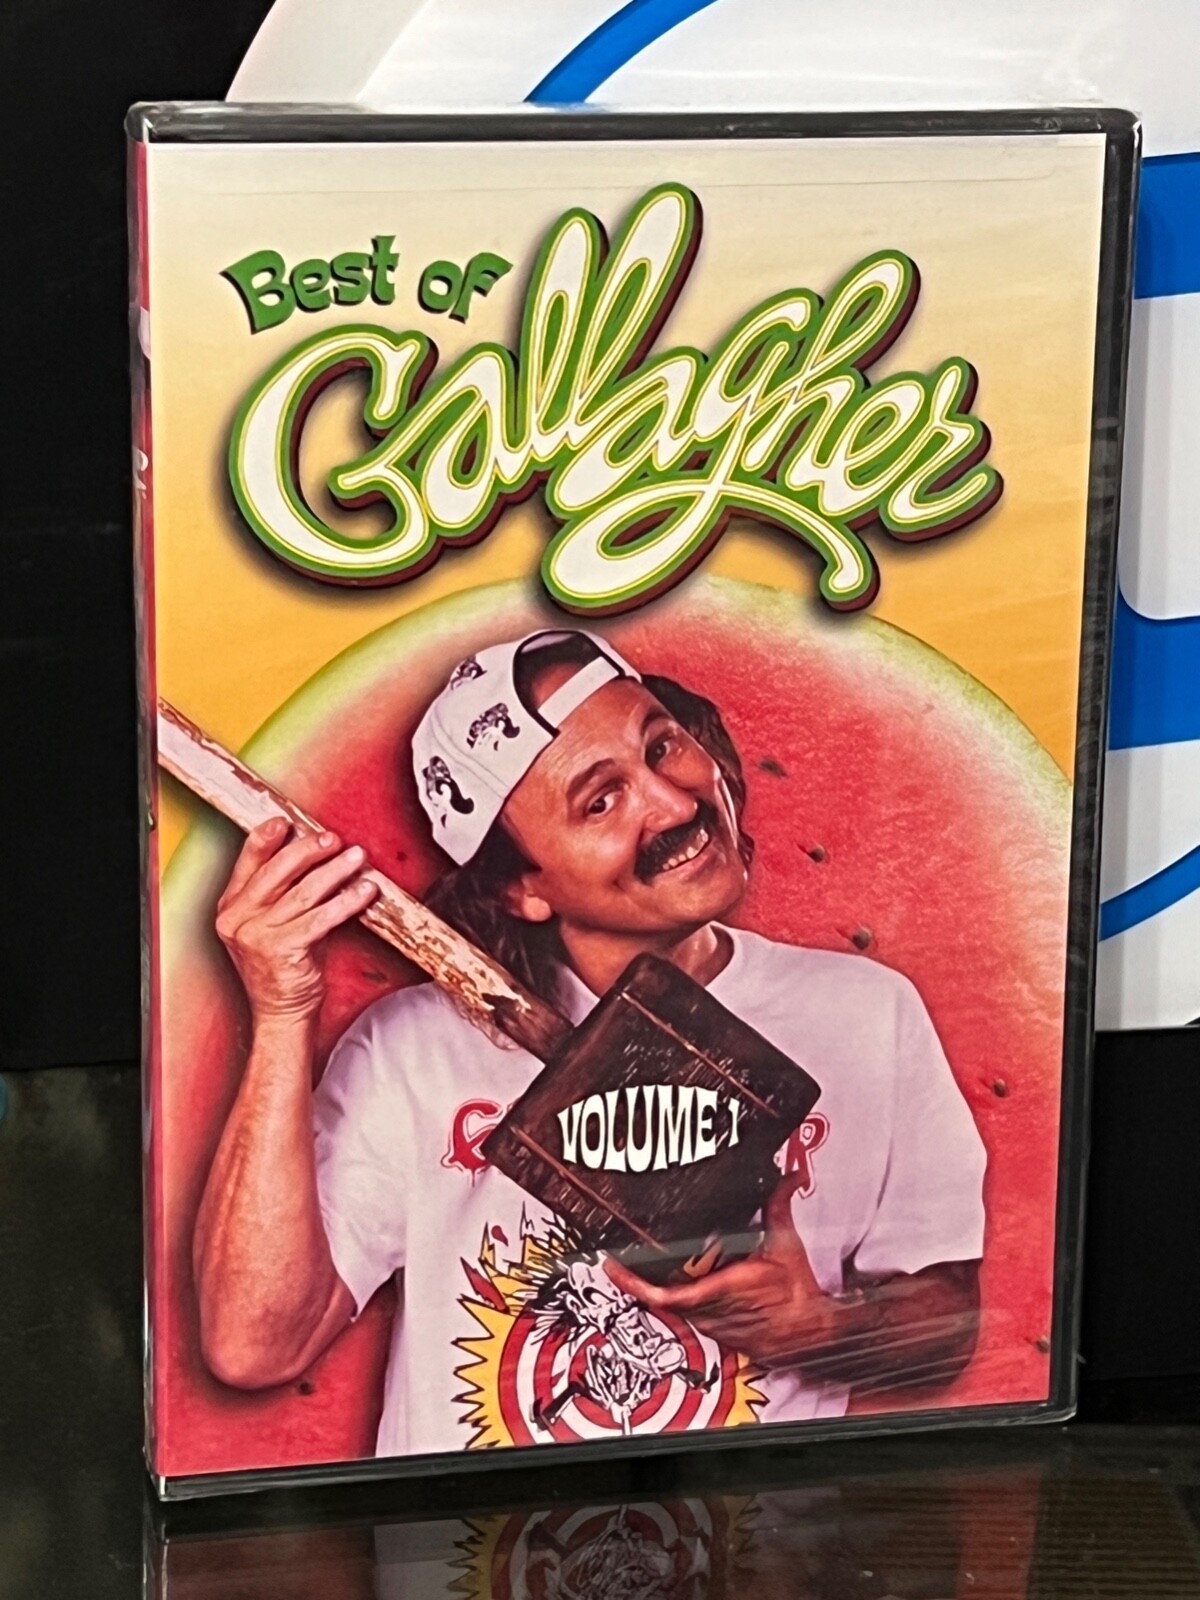 Best of
Gallagher
VOLUME 1